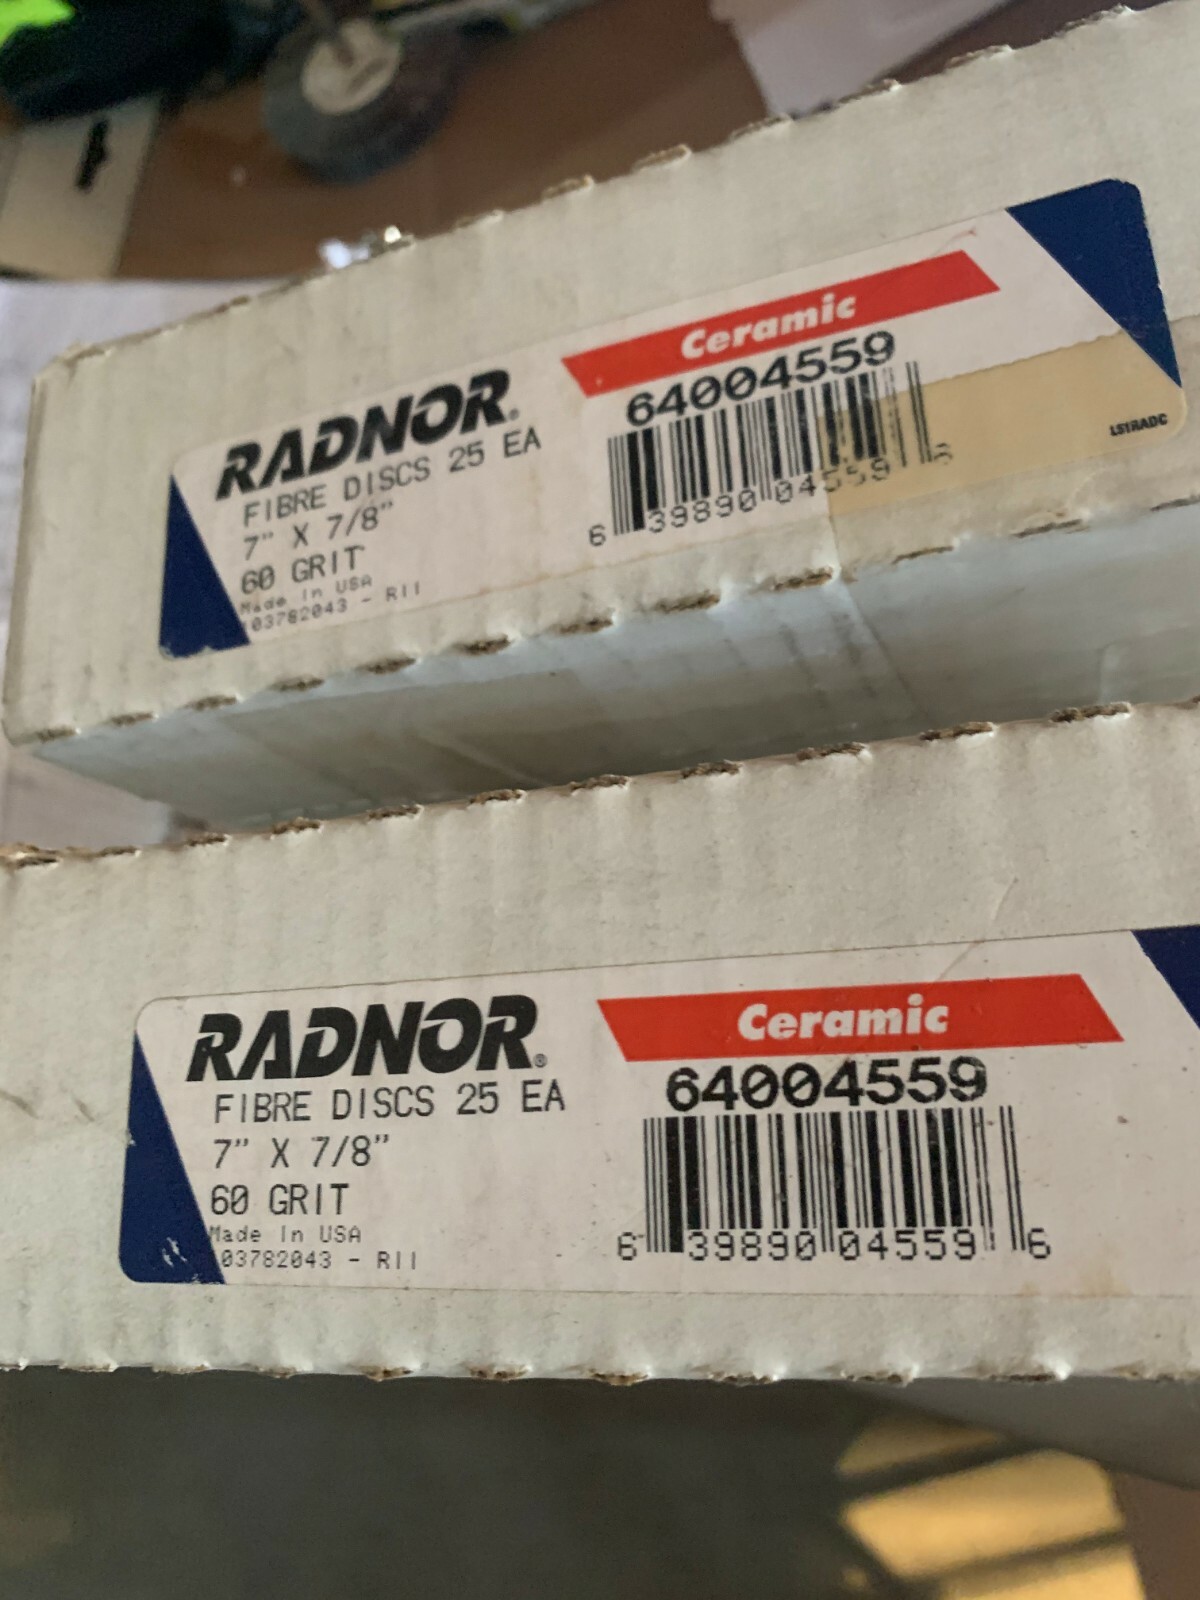 Ceramic
64004559
RADNOR®
FIBRE DISCS 25 EA
7" X 7/8"
60 GRIT
Made In USA
03782043 - RII
6 39890 04559 6
LS1RADC
Ceramic
64004559
RADNOR®
FIBRE DISCS 25 EA
7" X 7/8"
60 GRIT
Made In USA
03782043 - RII
6 39890 04559 6